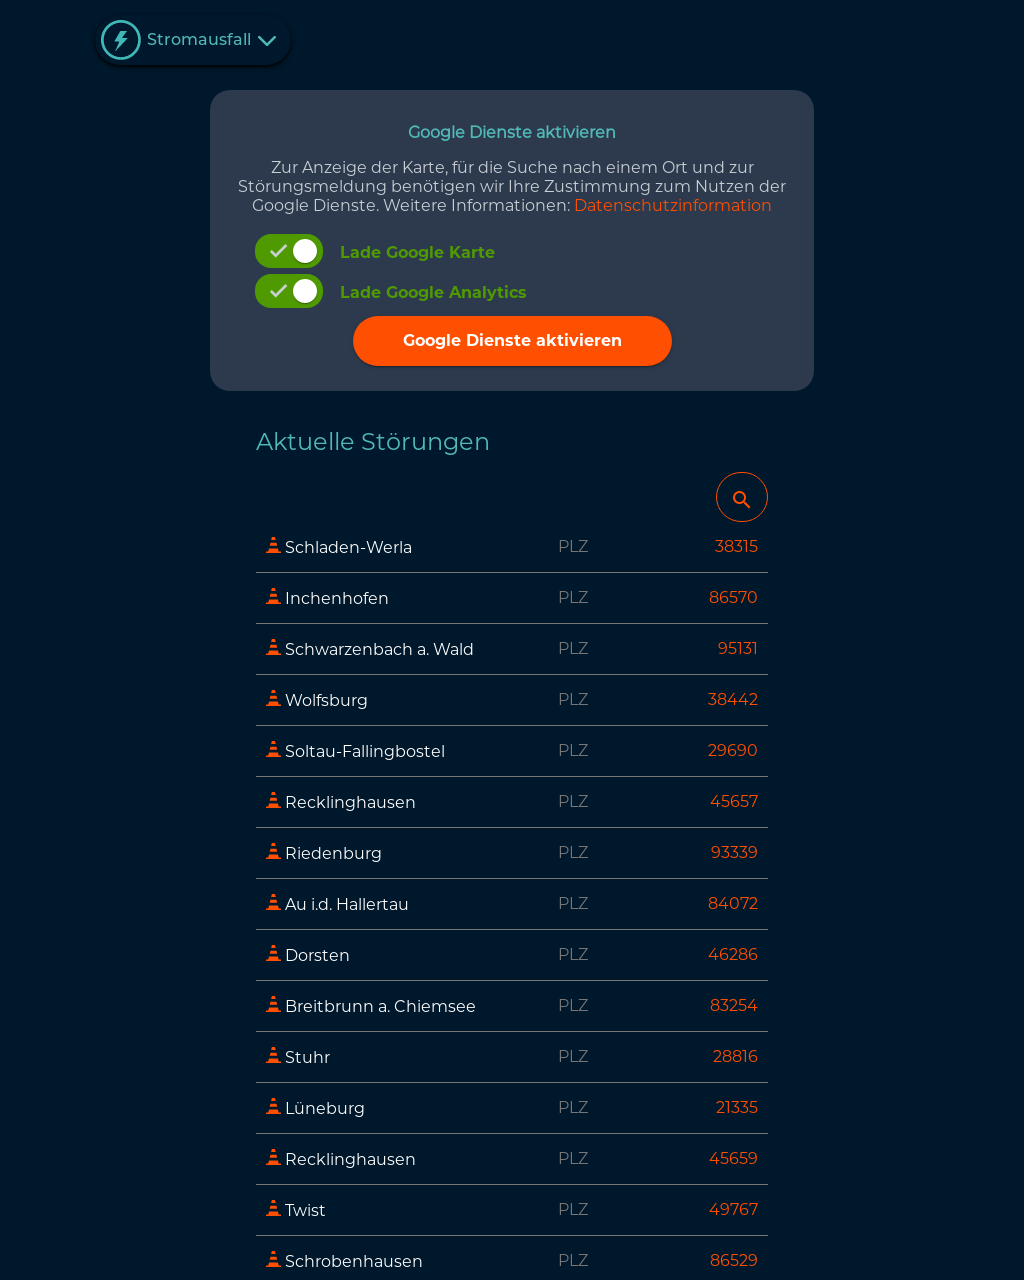 Stromausfall
Google Dienste aktivieren
Zur Anzeige der Karte, für die Suche nach einem Ort und zur
Störungsmeldung benötigen wir Ihre Zustimmung zum Nutzen der
Google Dienste. Weitere Informationen: Datenschutzinformation
Lade Google Karte
Lade Google Analytics
Google Dienste aktivieren
Aktuelle Störungen
Schladen-Werla PLZ 38315
Inchenhofen PLZ 86570
Schwarzenbach a. Wald PLZ 95131
Wolfsburg PLZ 38442
Soltau-Fallingbostel PLZ 29690
Recklinghausen PLZ 45657
Riedenburg PLZ 93339
Au i.d. Hallertau PLZ 84072
Dorsten PLZ 46286
Breitbrunn a. Chiemsee PLZ 83254
Stuhr PLZ 28816
Lüneburg PLZ 21335
Recklinghausen PLZ 45659
Twist PLZ 49767
Schrobenhausen PLZ 86529